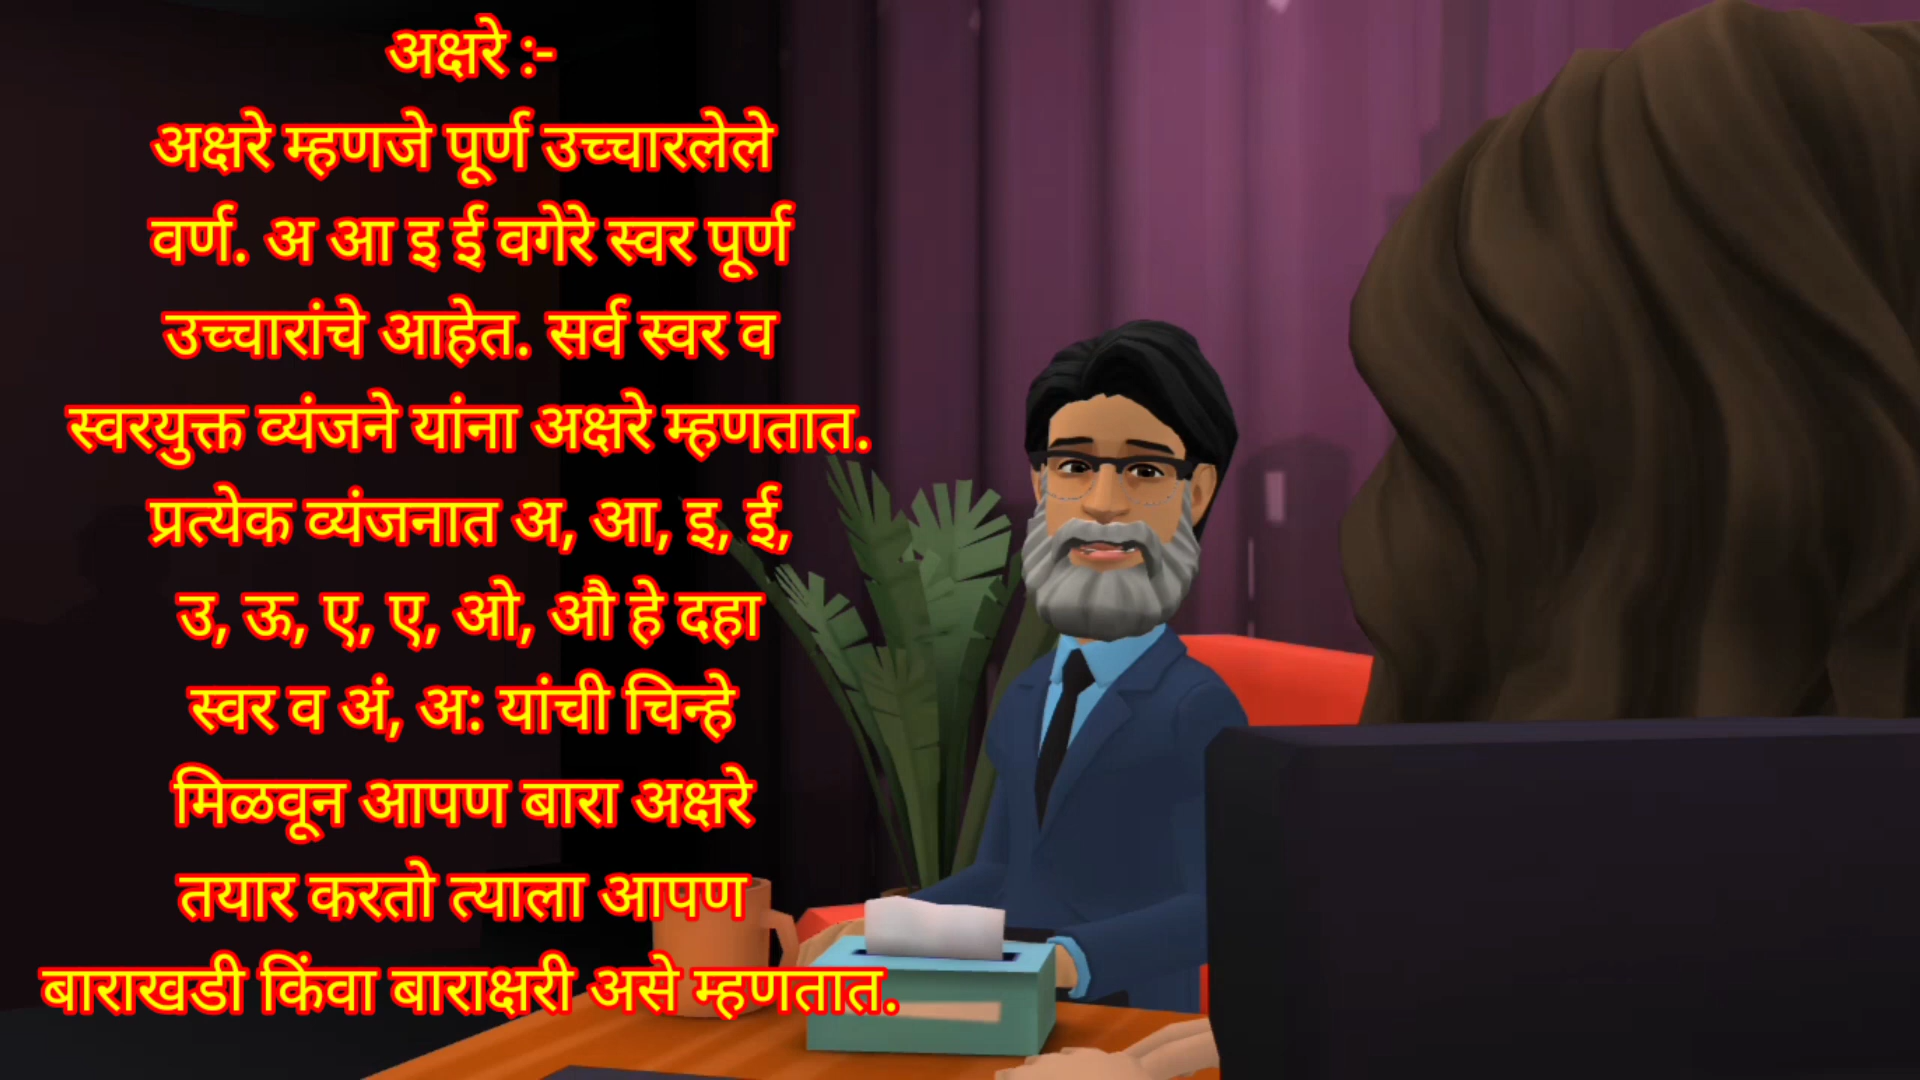 अक्षरे :-
अक्षरे म्हणजे पूर्ण उच्चारलेले
वर्ण. अ आ इ ई वगेरे स्वर पूर्ण
उच्चारांचे आहेत. सर्व स्वर व
स्वरयुक्त व्यंजने यांना अक्षरे म्हणतात.
प्रत्येक व्यंजनात अ, आ, इ, ई,
उ, ऊ, ए, ए, ओ, औ हे दहा
स्वर व अं, अ: यांची चिन्हे
मिळवून आपण बारा अक्षरे
तयार करतो त्याला आपण
बाराखडी किंवा बाराक्षरी असे म्हणतात.